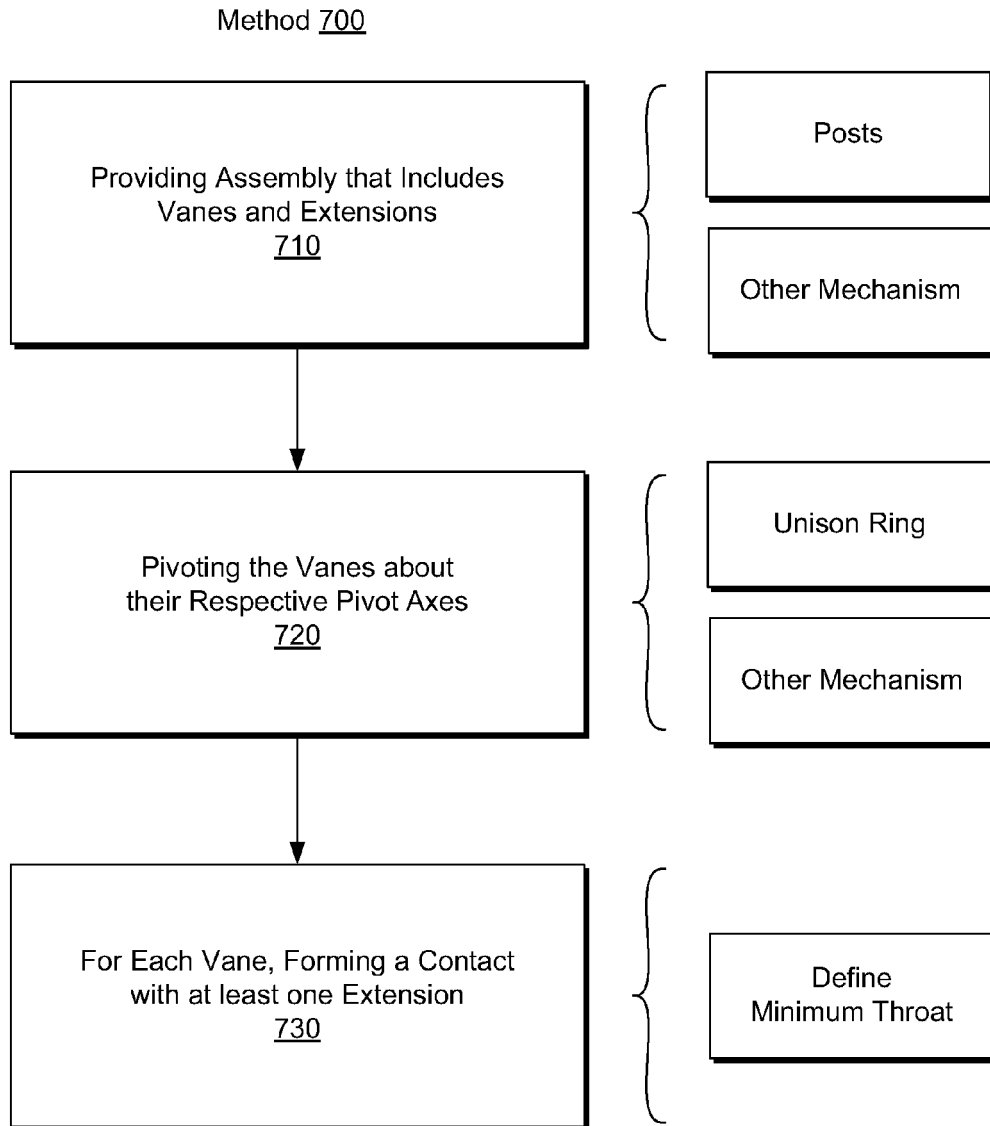 Method 700
Providing Assembly that Includes
Vanes and Extensions
710
Posts
Other Mechanism
Pivoting the Vanes about
their Respective Pivot Axes
720
Unison Ring
Other Mechanism
For Each Vane, Forming a Contact
with at least one Extension
730
Define
Minimum Throat